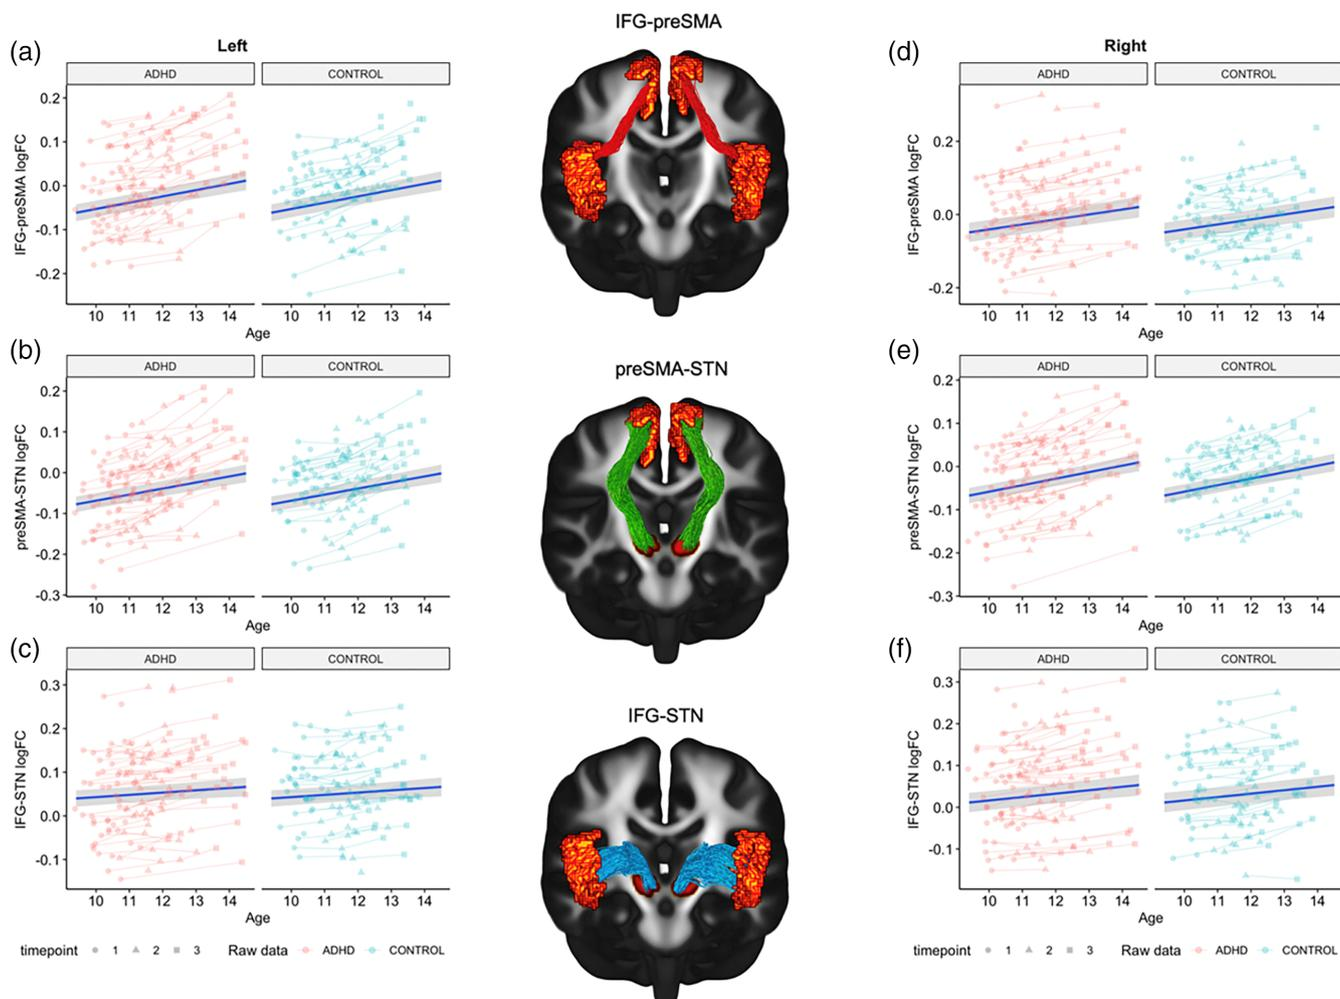 IFG-preSMA
(a)
Left
ADHD CONTROL
IFG-preSMA logFC
0.2
0.1
0.0
-0.1
-0.2
10 11 12 13 14 10 11 12 13 14
Age
(d)
Right
ADHD CONTROL
IFG-preSMA logFC
0.2
0.0
-0.2
10 11 12 13 14 10 11 12 13 14
Age
preSMA-STN
(b)
ADHD CONTROL
preSMA-STN logFC
0.2
0.1
0.0
-0.1
-0.2
-0.3
10 11 12 13 14 10 11 12 13 14
Age
(e)
ADHD CONTROL
preSMA-STN logFC
0.2
0.1
0.0
-0.1
-0.2
-0.3
10 11 12 13 14 10 11 12 13 14
Age
IFG-STN
(c)
ADHD CONTROL
IFG-STN logFC
0.3
0.2
0.1
0.0
-0.1
10 11 12 13 14 10 11 12 13 14
Age
timepoint 1 2 3 Raw data ADHD CONTROL
(f)
ADHD CONTROL
IFG-STN logFC
0.3
0.2
0.1
0.0
-0.1
10 11 12 13 14 10 11 12 13 14
Age
timepoint 1 2 3 Raw data ADHD CONTROL